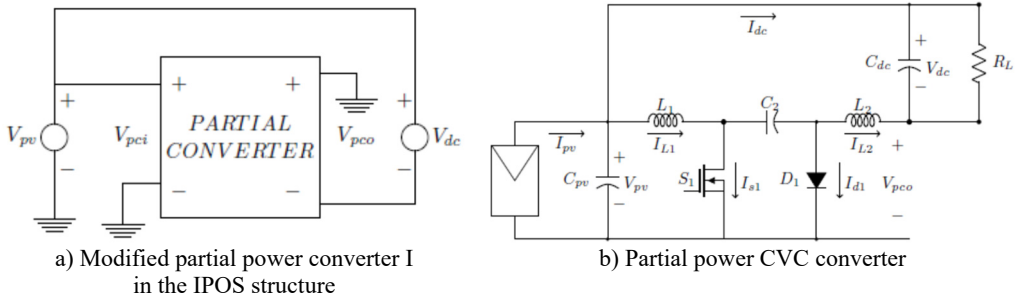 +
+
+
+
V_pv
V_pci
PARTIAL
CONVERTER
V_pco
V_dc
−
−
−
−
a) Modified partial power converter I
in the IPOS structure
I_dc
+
C_dc
V_dc
R_L
−
L_1
C_2
L_2
I_pv
I_L1
I_L2
+
+
C_pv
V_pv
S_1
I_s1
D_1
I_d1
V_pco
−
−
b) Partial power CVC converter